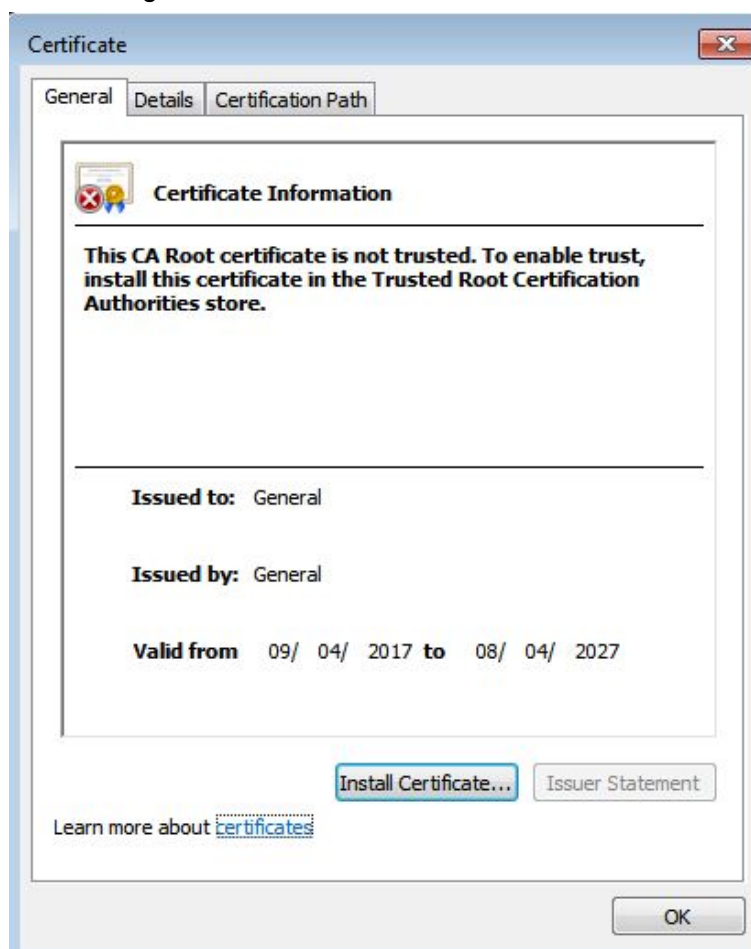 Certificate
General Details Certification Path
Certificate Information
This CA Root certificate is not trusted. To enable trust,
install this certificate in the Trusted Root Certification
Authorities store.
Issued to: General
Issued by: General
Valid from 09/ 04/ 2017 to 08/ 04/ 2027
Install Certificate... Issuer Statement
Learn more about certificates
OK